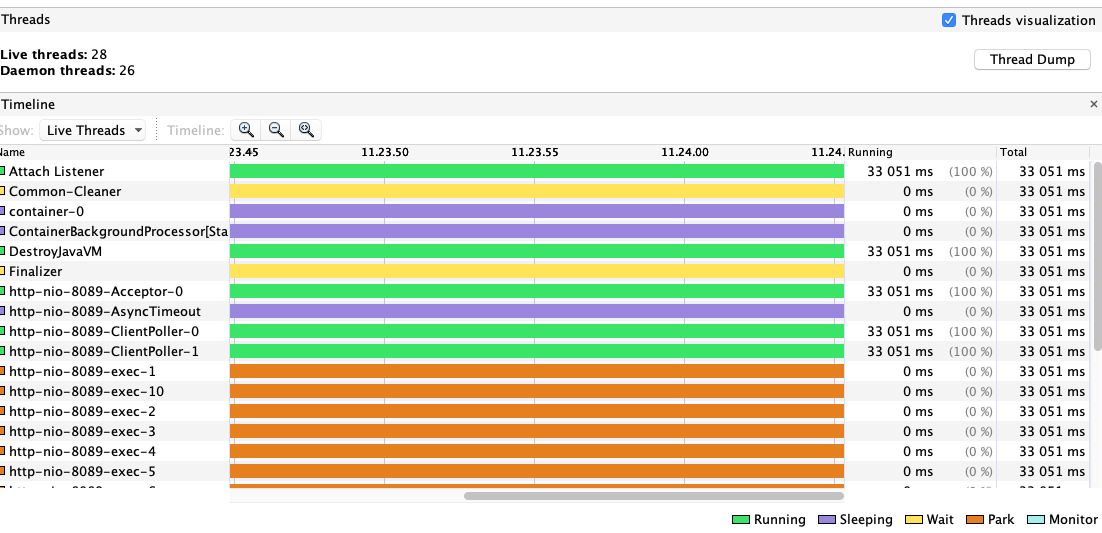 Threads
Threads visualization
Live threads: 28
Daemon threads: 26
Thread Dump
Timeline
Show: Live Threads Timeline:
Name 23.45 11.23.50 11.23.55 11.24.00 11.24. Running Total
Attach Listener 33 051 ms (100 %) 33 051 ms
Common-Cleaner 0 ms (0 %) 33 051 ms
container-0 0 ms (0 %) 33 051 ms
ContainerBackgroundProcessor[Sta 0 ms (0 %) 33 051 ms
DestroyJavaVM 33 051 ms (100 %) 33 051 ms
Finalizer 0 ms (0 %) 33 051 ms
http-nio-8089-Acceptor-0 33 051 ms (100 %) 33 051 ms
http-nio-8089-AsyncTimeout 0 ms (0 %) 33 051 ms
http-nio-8089-ClientPoller-0 33 051 ms (100 %) 33 051 ms
http-nio-8089-ClientPoller-1 33 051 ms (100 %) 33 051 ms
http-nio-8089-exec-1 0 ms (0 %) 33 051 ms
http-nio-8089-exec-10 0 ms (0 %) 33 051 ms
http-nio-8089-exec-2 0 ms (0 %) 33 051 ms
http-nio-8089-exec-3 0 ms (0 %) 33 051 ms
http-nio-8089-exec-4 0 ms (0 %) 33 051 ms
http-nio-8089-exec-5 0 ms (0 %) 33 051 ms
Running Sleeping Wait Park Monitor